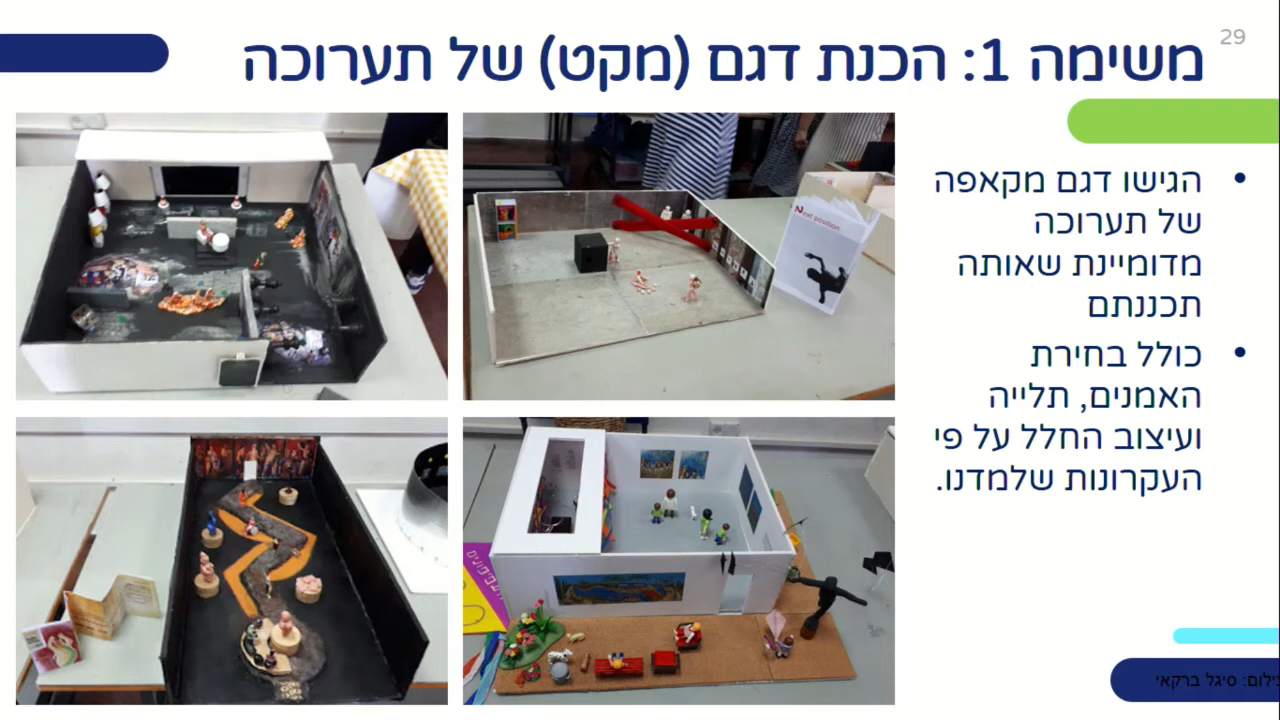 29
משימה 1: הכנת דגם (מקט) של תערוכה
• הגישו דגם מקאפה
של תערוכה
מדומיינת שאותה
תכננתם
• כולל בחירת
האמנים, תלייה
ועיצוב החלל על פי
העקרונות שלמדנו.
Next position
צילום: סיגל ברקאי